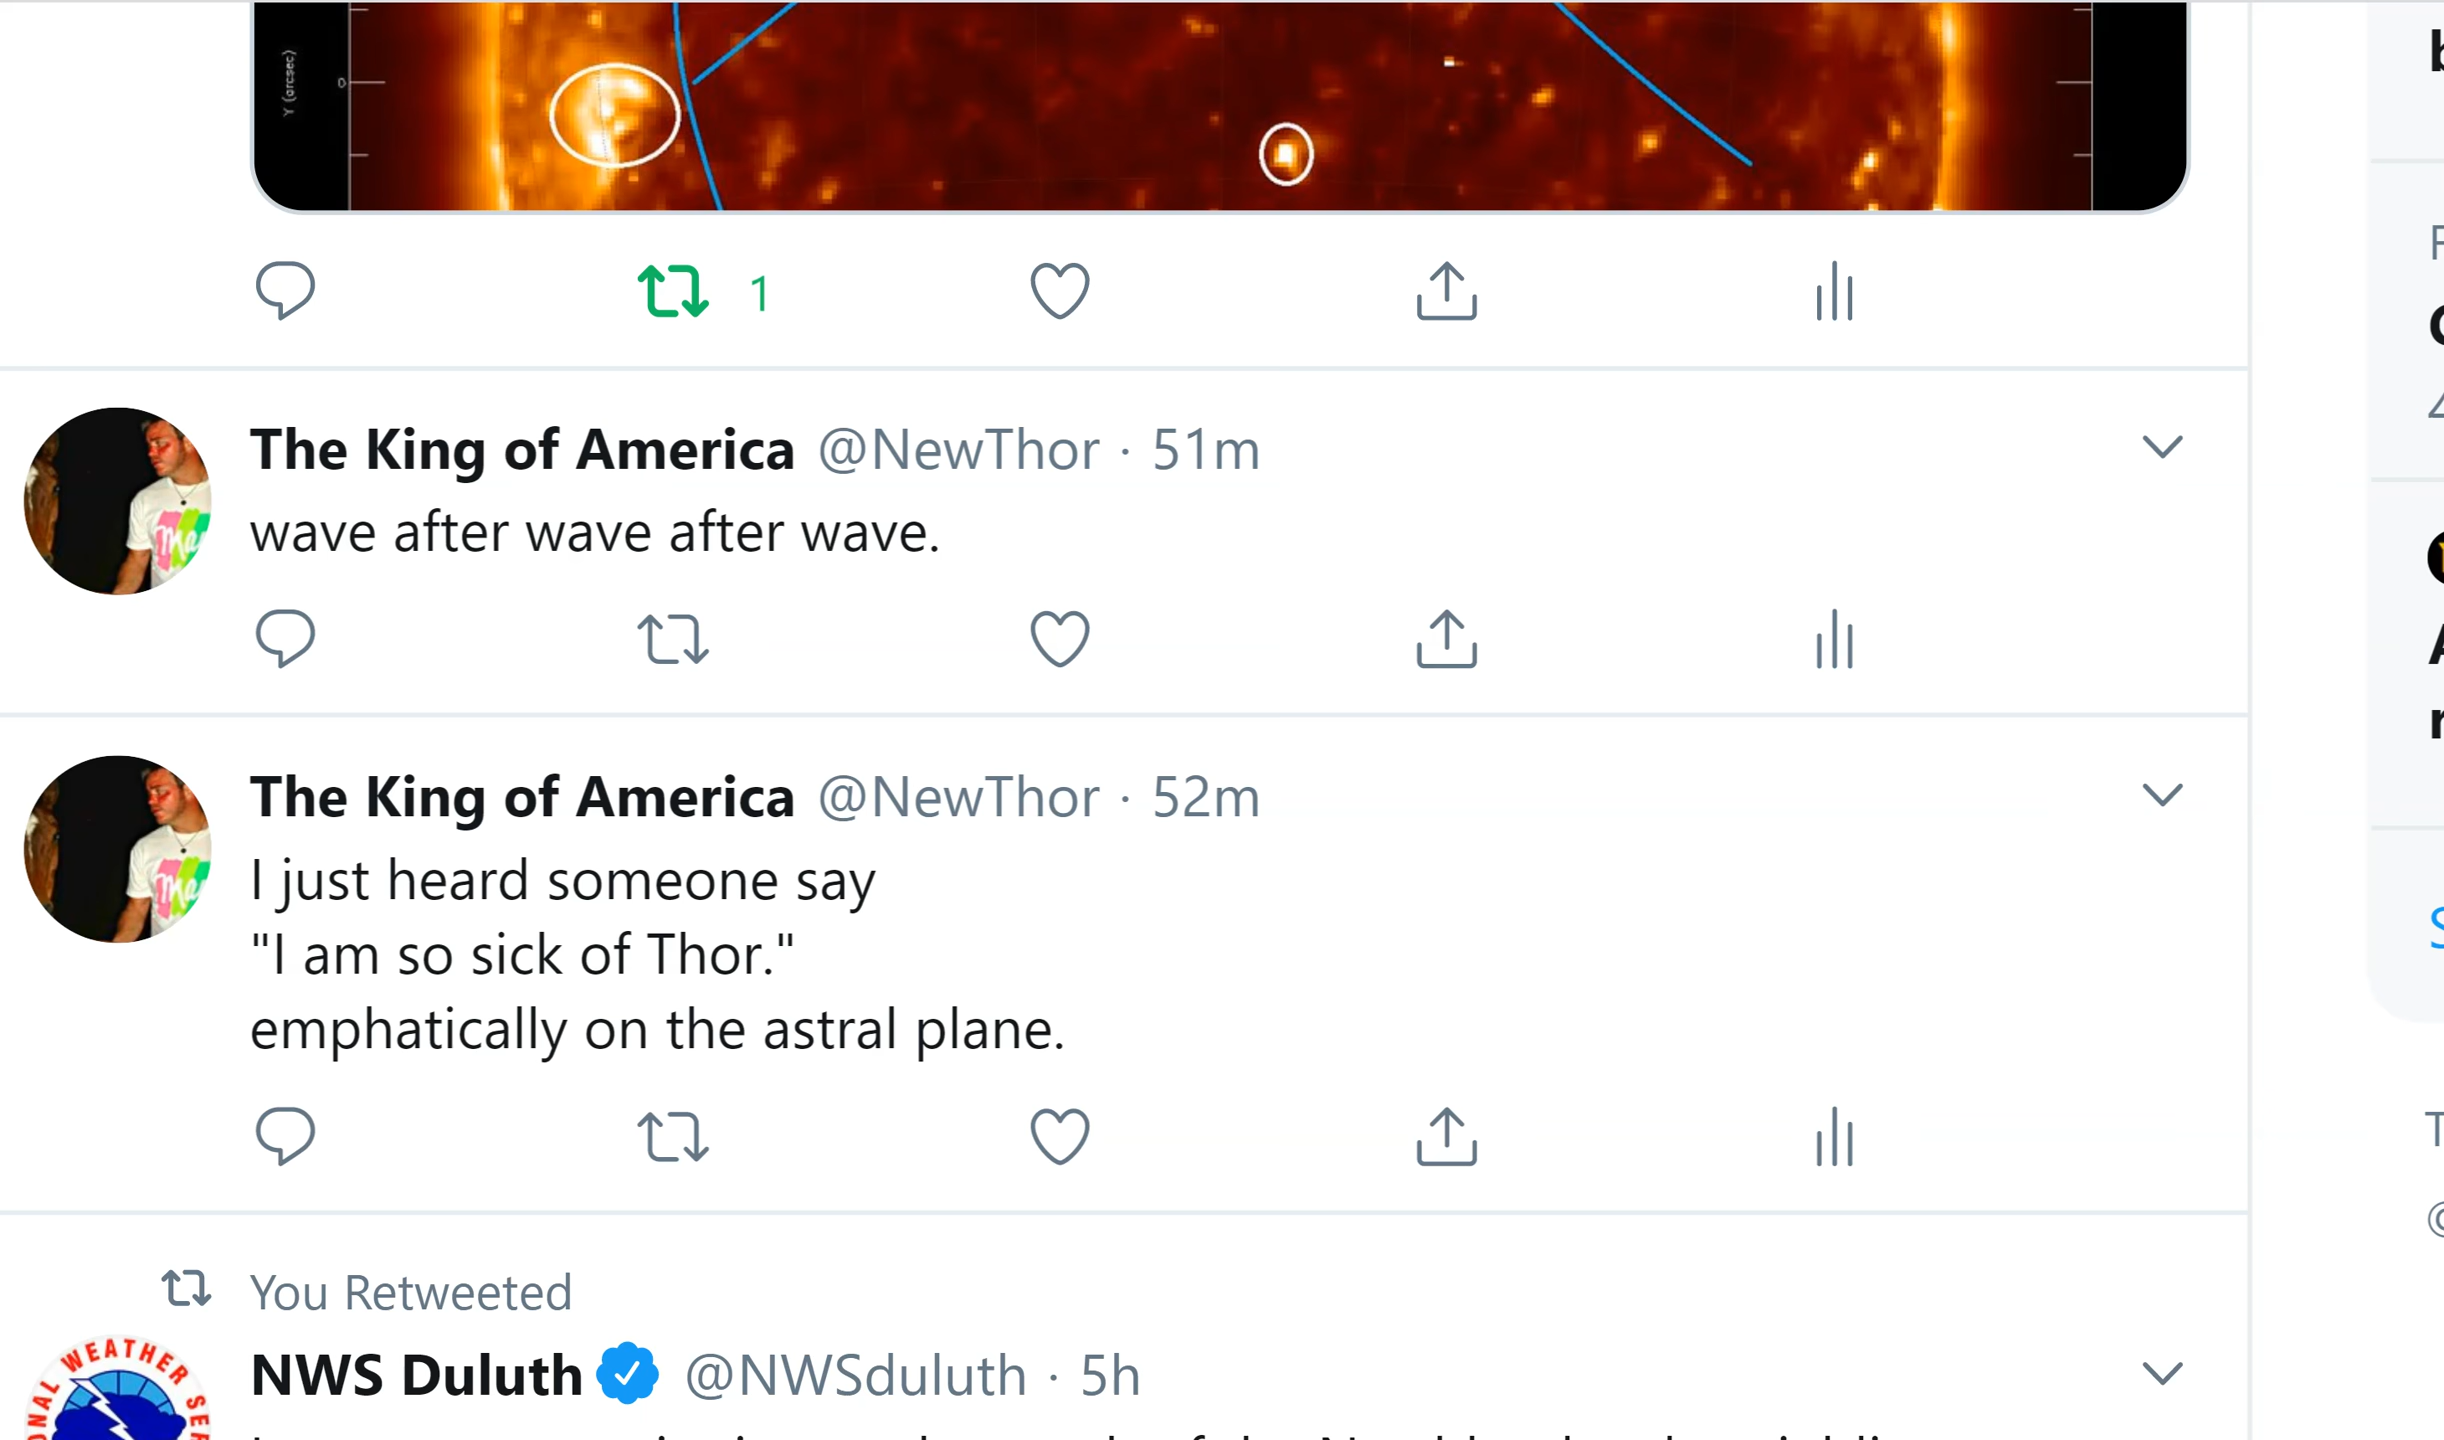 Y (arcsec)
0
1
The King of America @NewThor · 51m
wave after wave after wave.
The King of America @NewThor · 52m
I just heard someone say
"I am so sick of Thor."
emphatically on the astral plane.
You Retweeted
WEATHER
NWS Duluth @NWSduluth · 5h